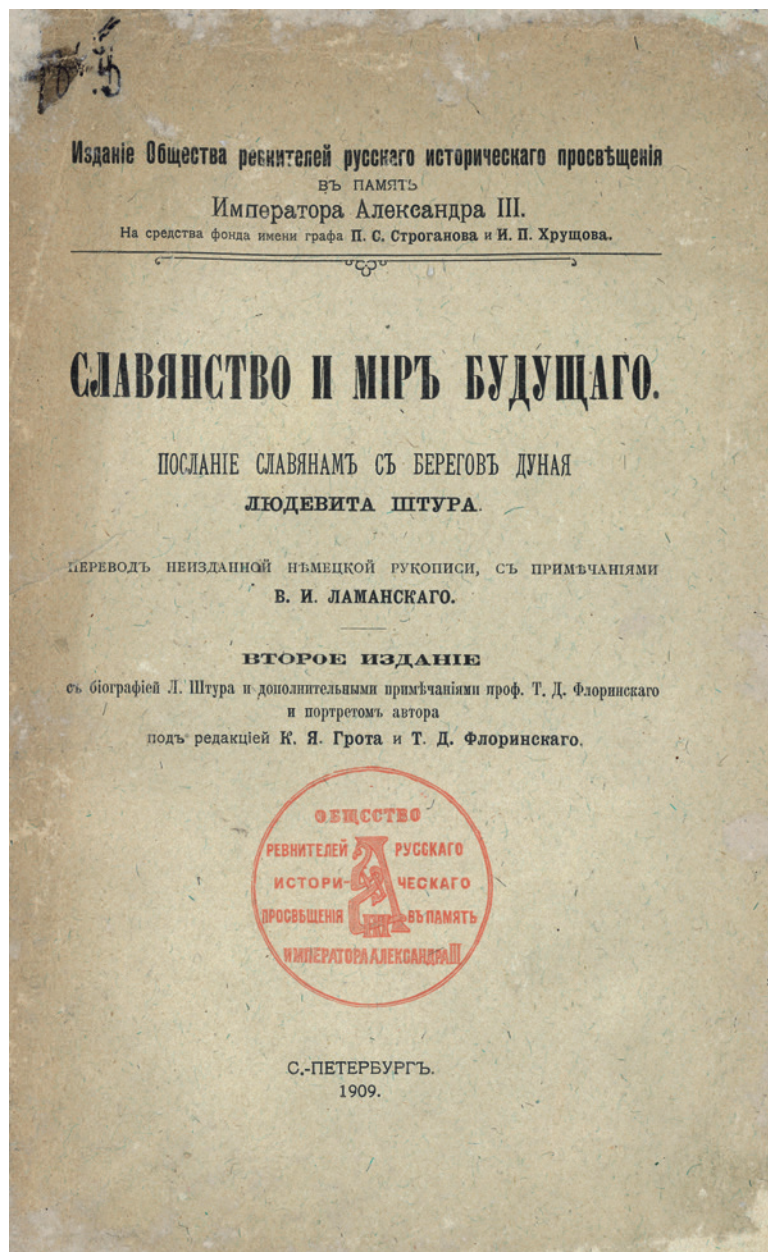 Изданіе Общества ревнителей русскаго историческаго просвѣщенія
ВЪ ПАМЯТЬ
Императора Александра III.
На средства фонда имени графа П. С. Строганова и И. П. Хрущова.
СЛАВЯНСТВО И МІРЪ БУДУЩАГО.
ПОСЛАНІЕ СЛАВЯНАМЪ СЪ БЕРЕГОВЪ ДУНАЯ
ЛЮДЕВИТА ШТУРА.
ПЕРЕВОДЪ НЕИЗДАННОЙ НѢМЕЦКОЙ РУКОПИСИ, СЪ ПРИМѢЧАНІЯМИ
В. И. ЛАМАНСКАГО.
ВТОРОЕ ИЗДАНІЕ
съ біографіей Л. Штура и дополнительными примѣчаніями проф. Т. Д. Флоринскаго
и портретомъ автора
подъ редакціей К. Я. Грота и Т. Д. Флоринскаго.
ОБЩЕСТВО
РЕВНИТЕЛЕЙ РУССКАГО
ИСТОРИ-ЧЕСКАГО
ПРОСВѢЩЕНІЯ ВЪ ПАМЯТЬ
ИМПЕРАТОРА АЛЕКСАНДРА III
С.-ПЕТЕРБУРГЪ.
1909.